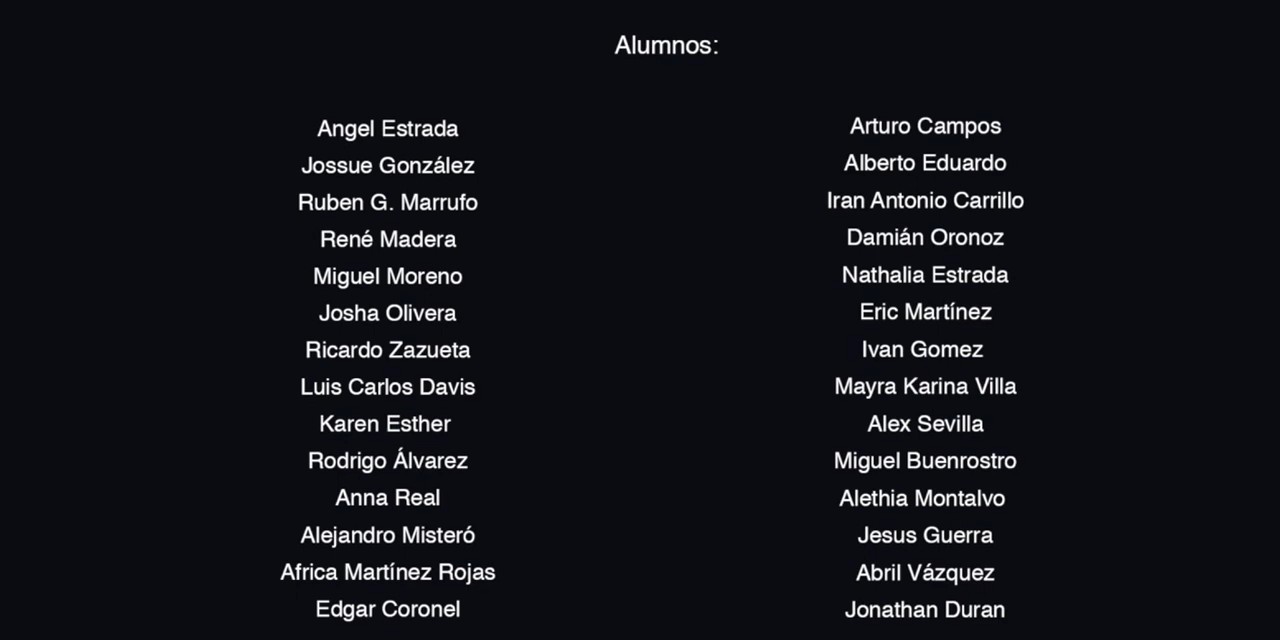 Alumnos:
Angel Estrada
Jossue González
Ruben G. Marrufo
René Madera
Miguel Moreno
Josha Olivera
Ricardo Zazueta
Luis Carlos Davis
Karen Esther
Rodrigo Álvarez
Anna Real
Alejandro Misteró
Africa Martínez Rojas
Edgar Coronel
Arturo Campos
Alberto Eduardo
Iran Antonio Carrillo
Damián Oronoz
Nathalia Estrada
Eric Martínez
Ivan Gomez
Mayra Karina Villa
Alex Sevilla
Miguel Buenrostro
Alethia Montalvo
Jesus Guerra
Abril Vázquez
Jonathan Duran